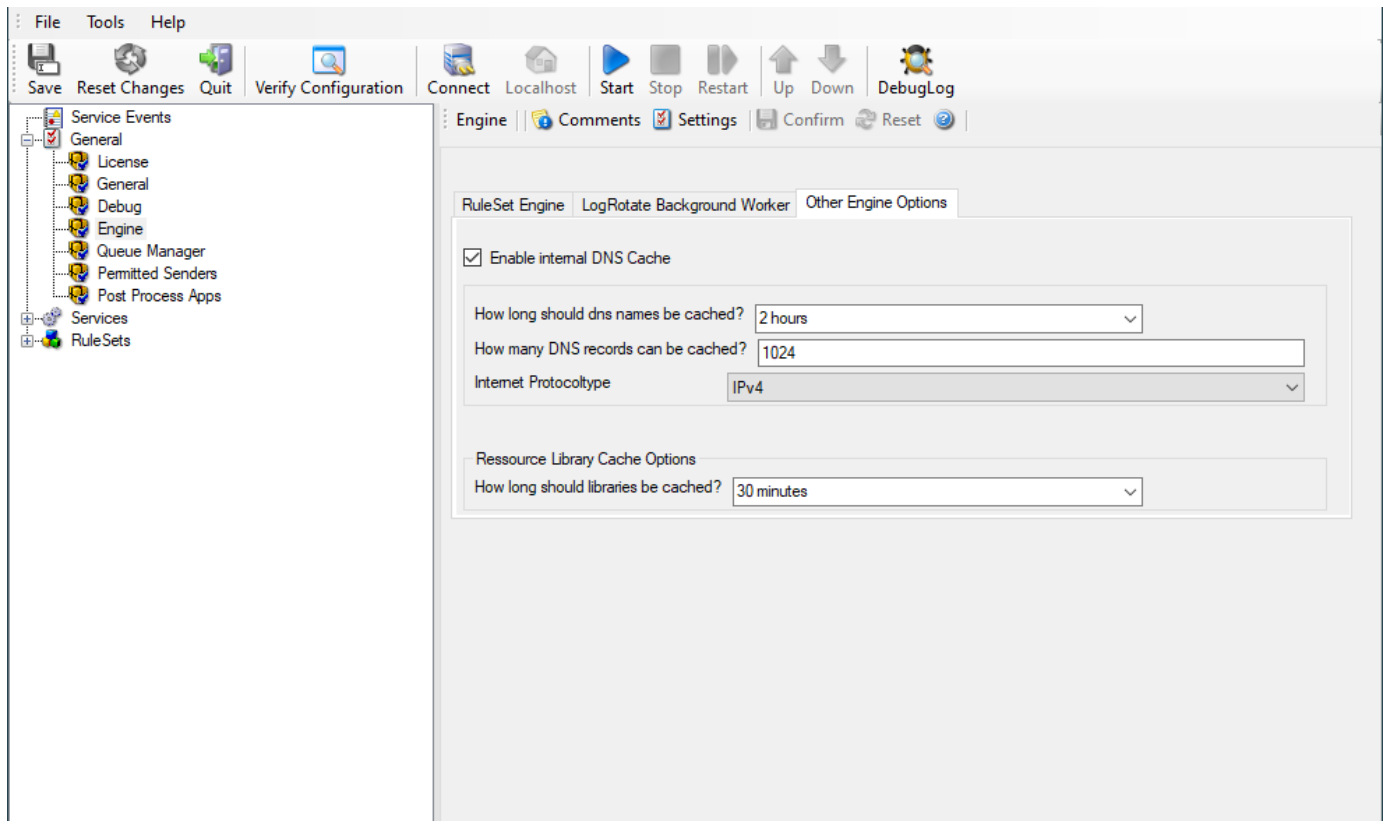 File Tools Help
Save Reset Changes Quit Verify Configuration Connect Localhost Start Stop Restart Up Down DebugLog
Service Events
General
License
General
Debug
Engine
Queue Manager
Permitted Senders
Post Process Apps
Services
RuleSets
Engine Comments Settings Confirm Reset
RuleSet Engine LogRotate Background Worker Other Engine Options
Enable internal DNS Cache
How long should dns names be cached? 2 hours
How many DNS records can be cached? 1024
Internet Protocoltype IPv4
Ressource Library Cache Options
How long should libraries be cached? 30 minutes